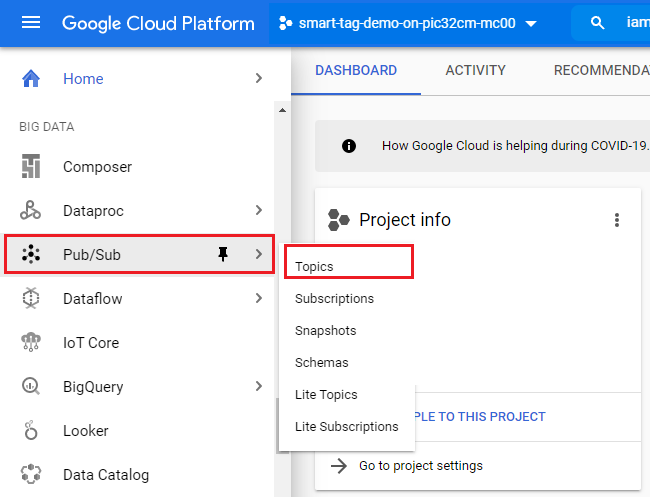 Google Cloud Platform
smart-tag-demo-on-pic32cm-mc00
iam
Home
DASHBOARD
ACTIVITY
RECOMMENDA
BIG DATA
How Google Cloud is helping during COVID-19.
Composer
Dataproc
Project info
Pub/Sub
Topics
Dataflow
Subscriptions
Snapshots
IoT Core
Schemas
BigQuery
Lite Topics
PLE TO THIS PROJECT
Looker
Lite Subscriptions
Data Catalog
Go to project settings